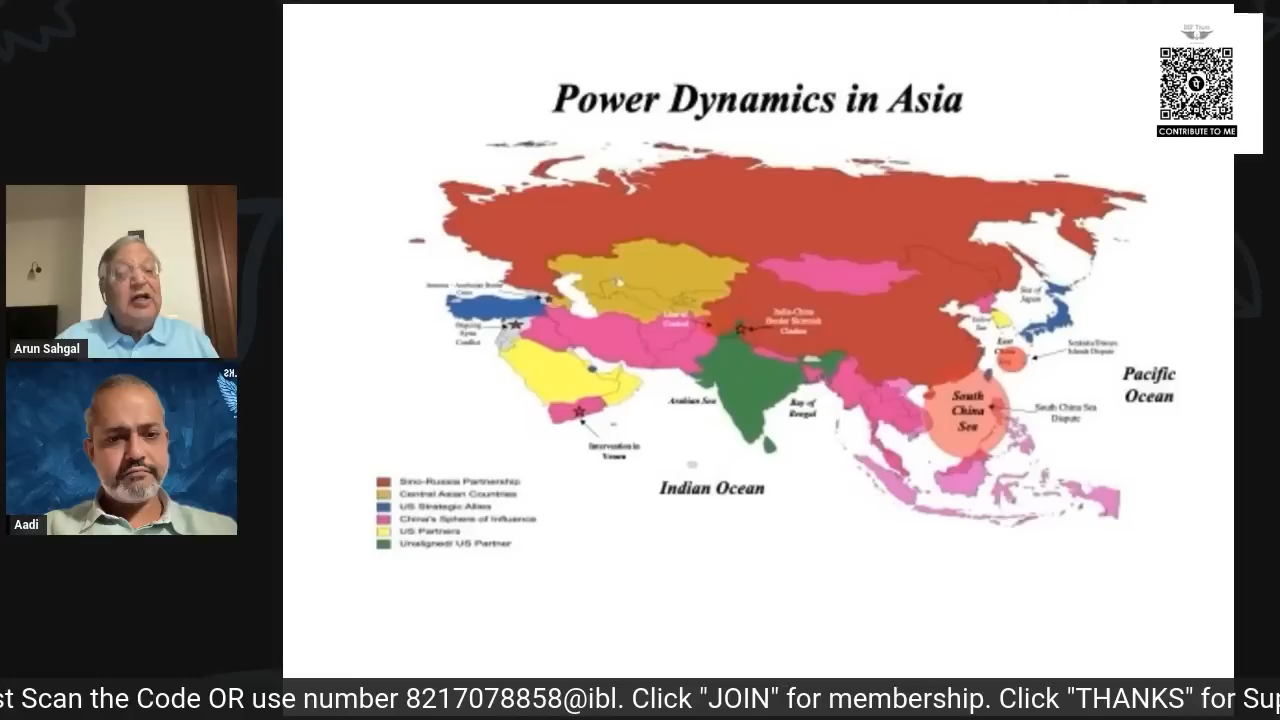 Power Dynamics in Asia
CONTRIBUTE TO ME
Arun Sahgal
Aadi
Sea of
Japan
Ongoing
Syria
Conflict
India-China
Border Skirmish
Clashes
East
China
Pacific
Ocean
South
China
Sea
South China Sea
Dispute
Arabian Sea
Bay of
Bengal
Intervention in
Yemen
Indian Ocean
Sino-Russia Partnership
Central Asian Countries
US Strategic Allies
China's Sphere of Influence
US Partners
Unaligned/ US Partner
st Scan the Code OR use number 8217078858@ibl. Click "JOIN" for membership. Click "THANKS" for Sup